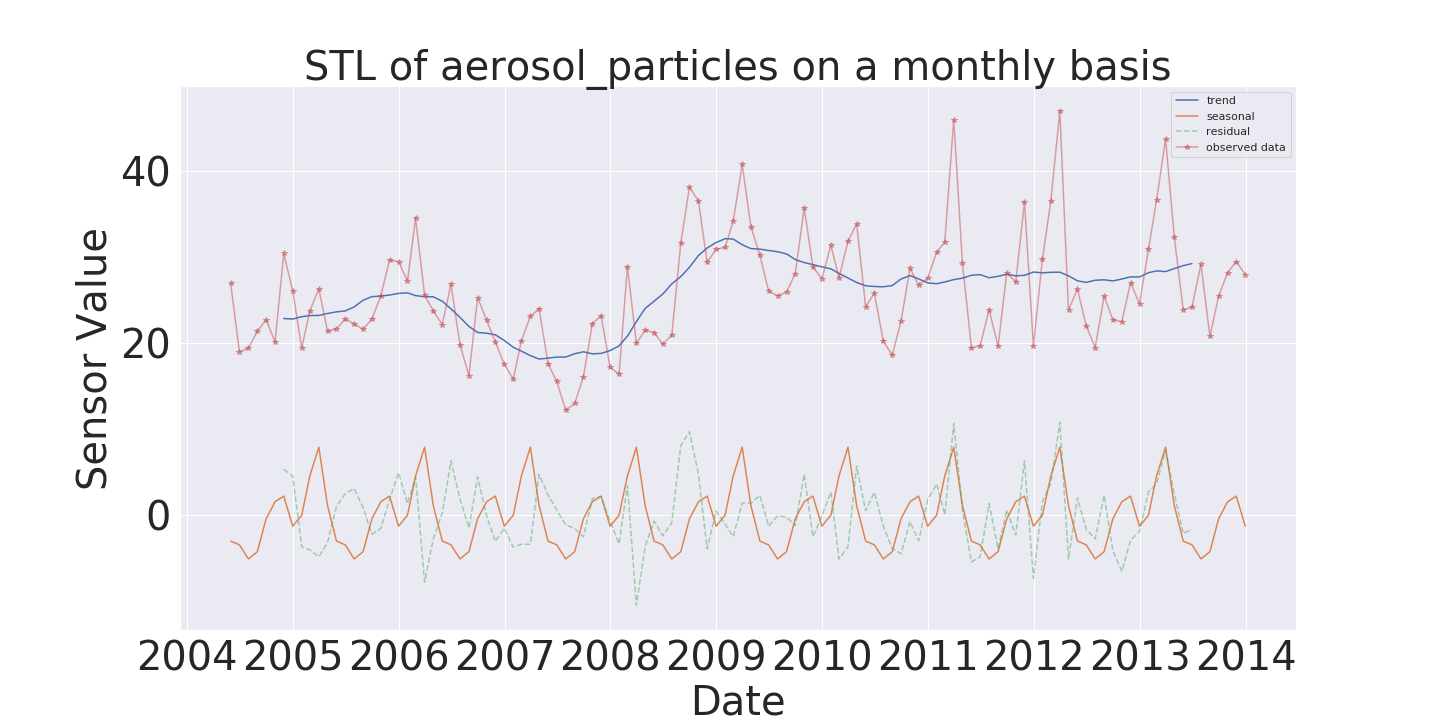 STL of aerosol_particles on a monthly basis
trend
seasonal
residual
observed data
40
20
0
Sensor Value
2004 2005 2006 2007 2008 2009 2010 2011 2012 2013 2014
Date